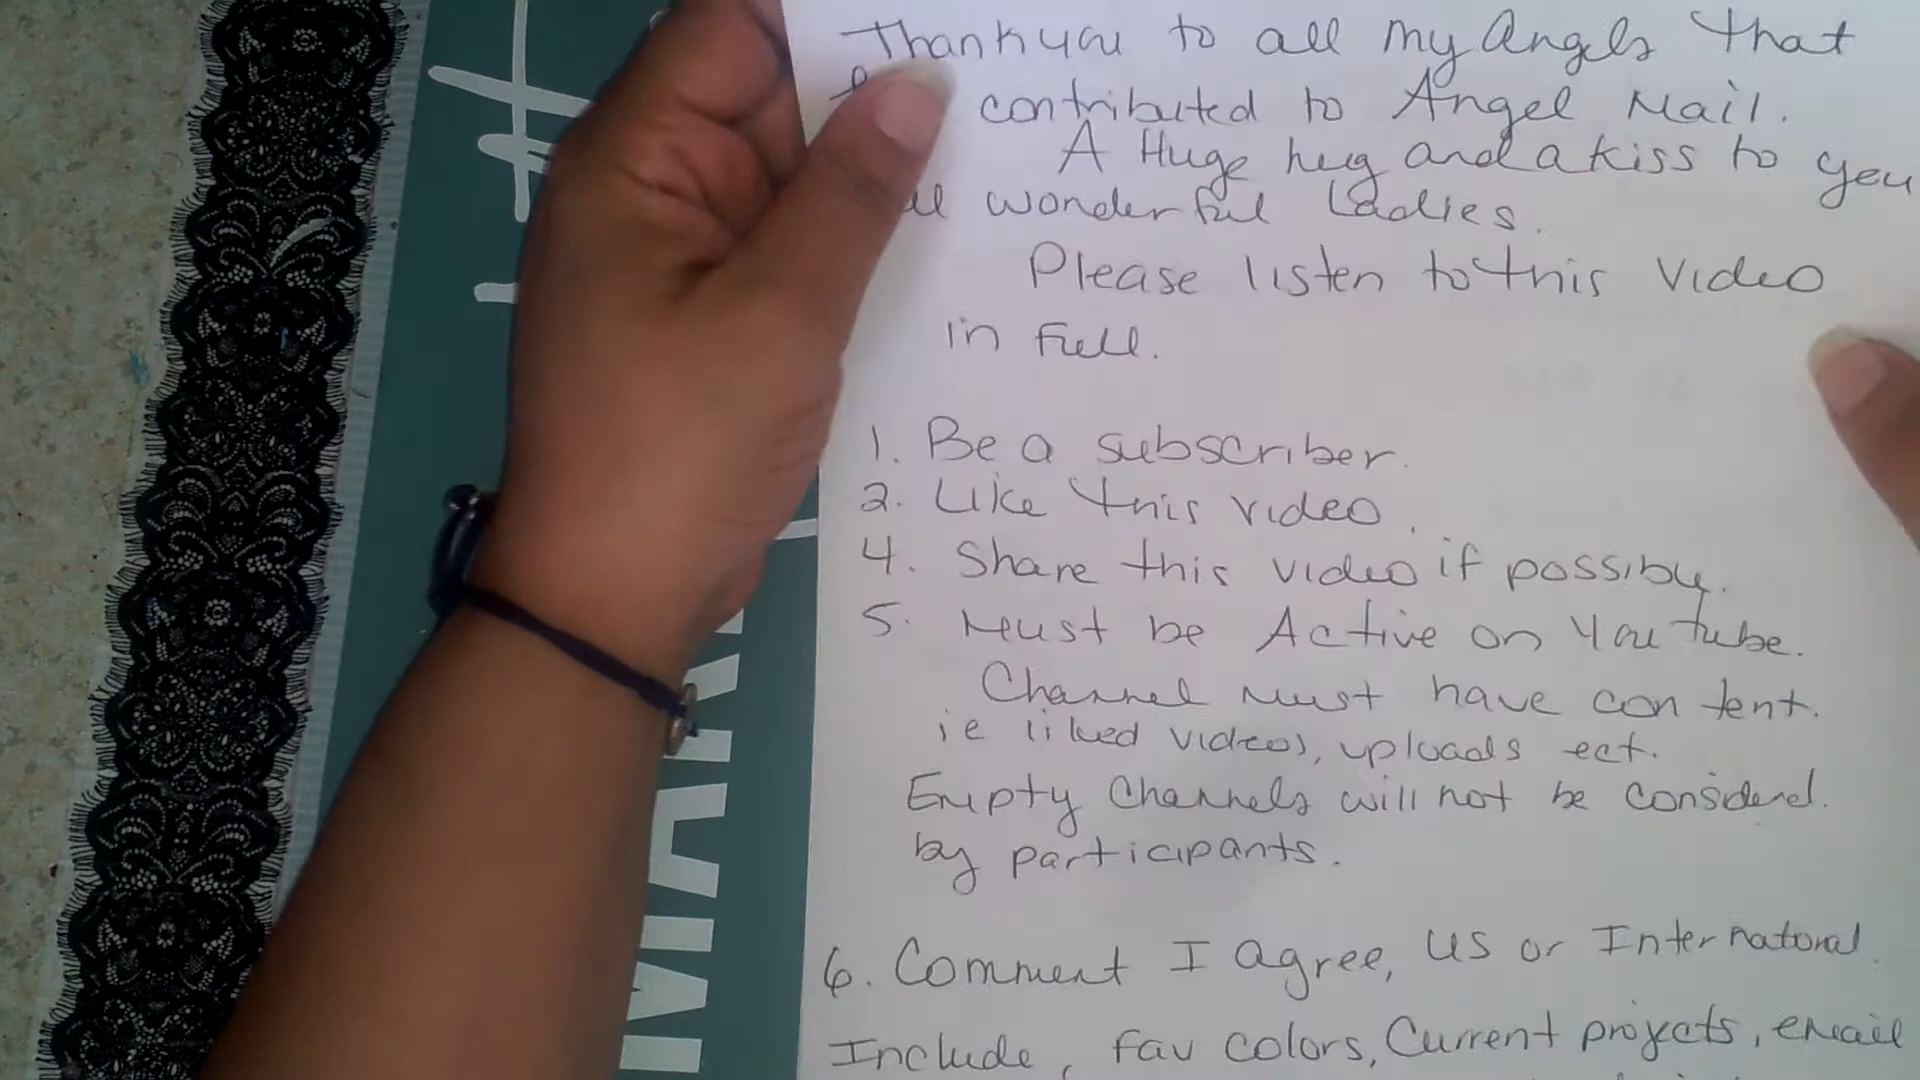 Thankyou to all my Angels that
contributed to Angel Mail.
A Huge hug and a kiss to you
wonderful Ladies.
Please listen to this Video
in full.
1. Be a subscriber.
2. Like this video.
4. Share this video if possibly.
5. Must be Active on YouTube.
Channel must have content.
ie liked videos, uploads ect.
Empty Channels will not be considered.
by participants.
6. Comment I agree, US or International
Include, fav colors, Current projects, email